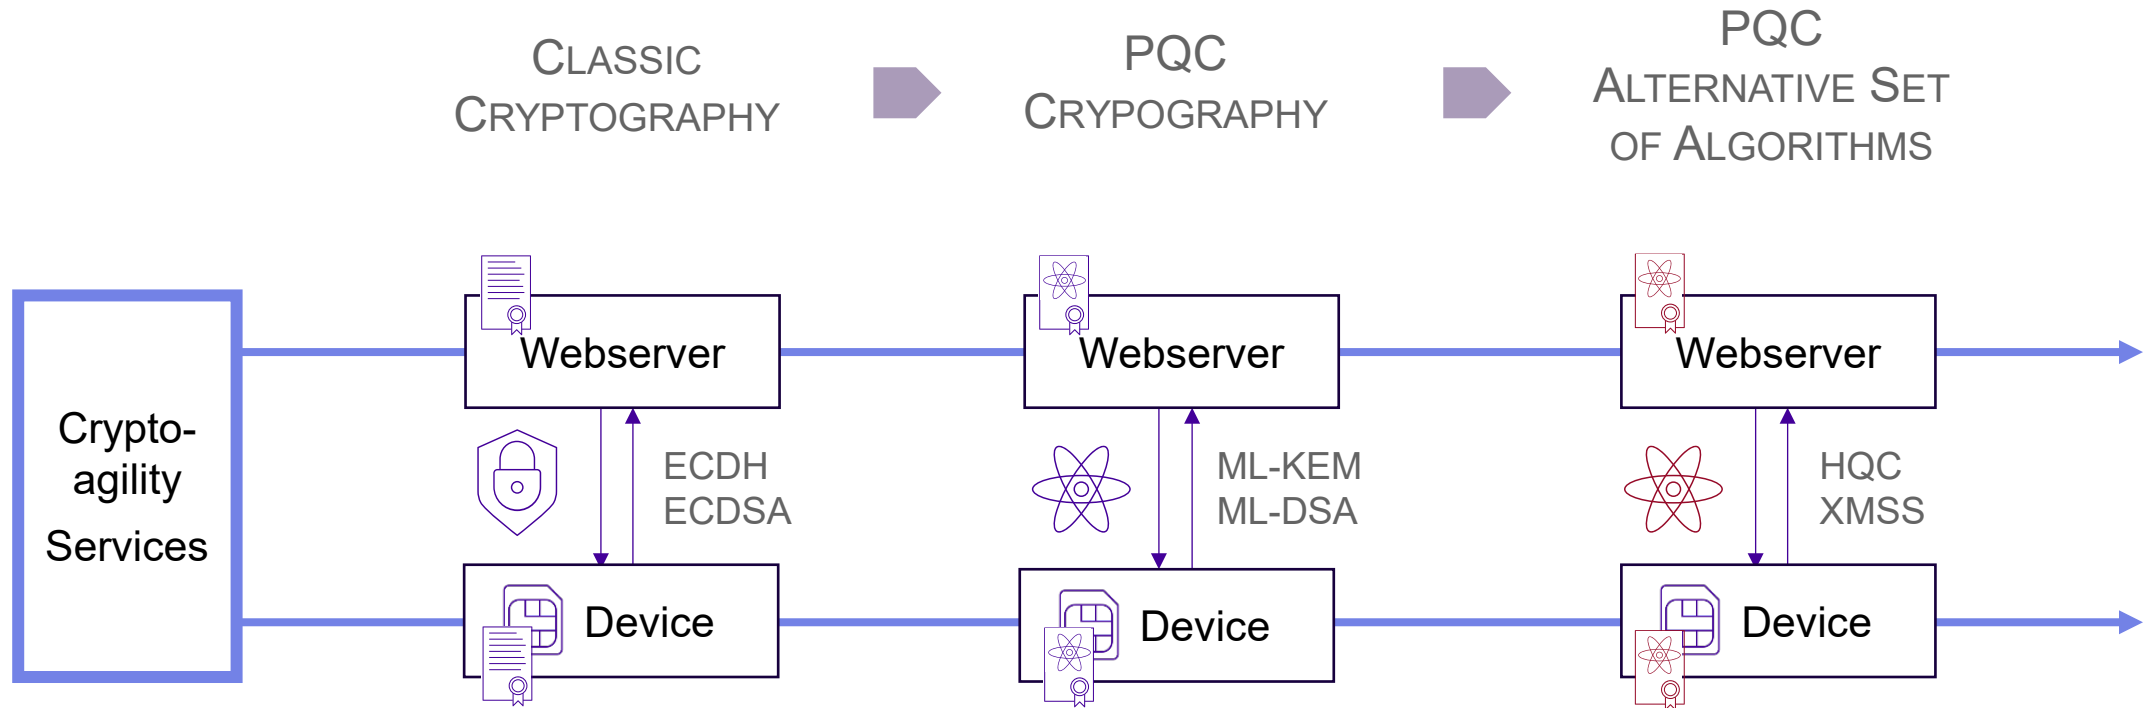 CLASSIC
CRYPTOGRAPHY
PQC
CRYPOGRAPHY
PQC
ALTERNATIVE SET
OF ALGORITHMS
Crypto-
agility
Services
Webserver
ECDH
ECDSA
Device
Webserver
ML-KEM
ML-DSA
Device
Webserver
HQC
XMSS
Device